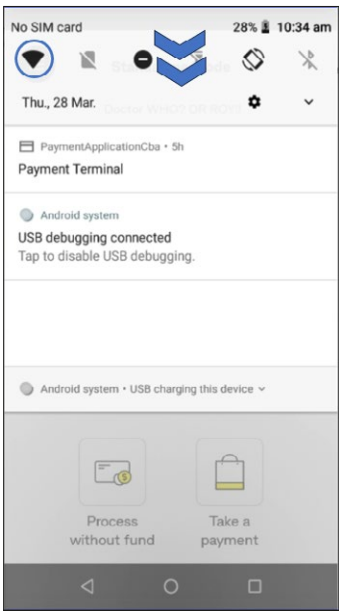 No SIM card 28% 10:34 am
Thu., 28 Mar.
PaymentApplicationCba • 5h
Payment Terminal
Android system
USB debugging connected
Tap to disable USB debugging.
Android system • USB charging this device
Process
without fund
Take a
payment